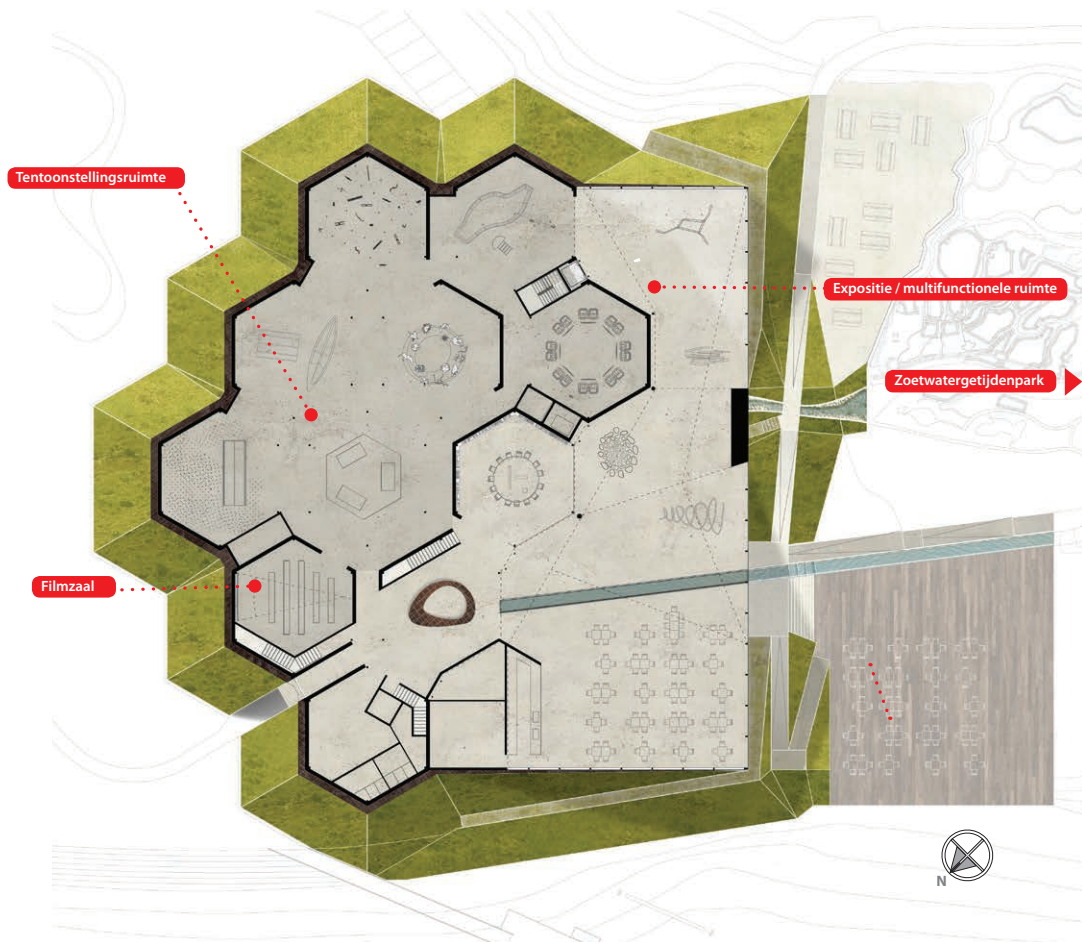 Tentoonstellingsruimte
Expositie / multifunctionele ruimte
Zoetwatergetijdenpark
Filmzaal
N